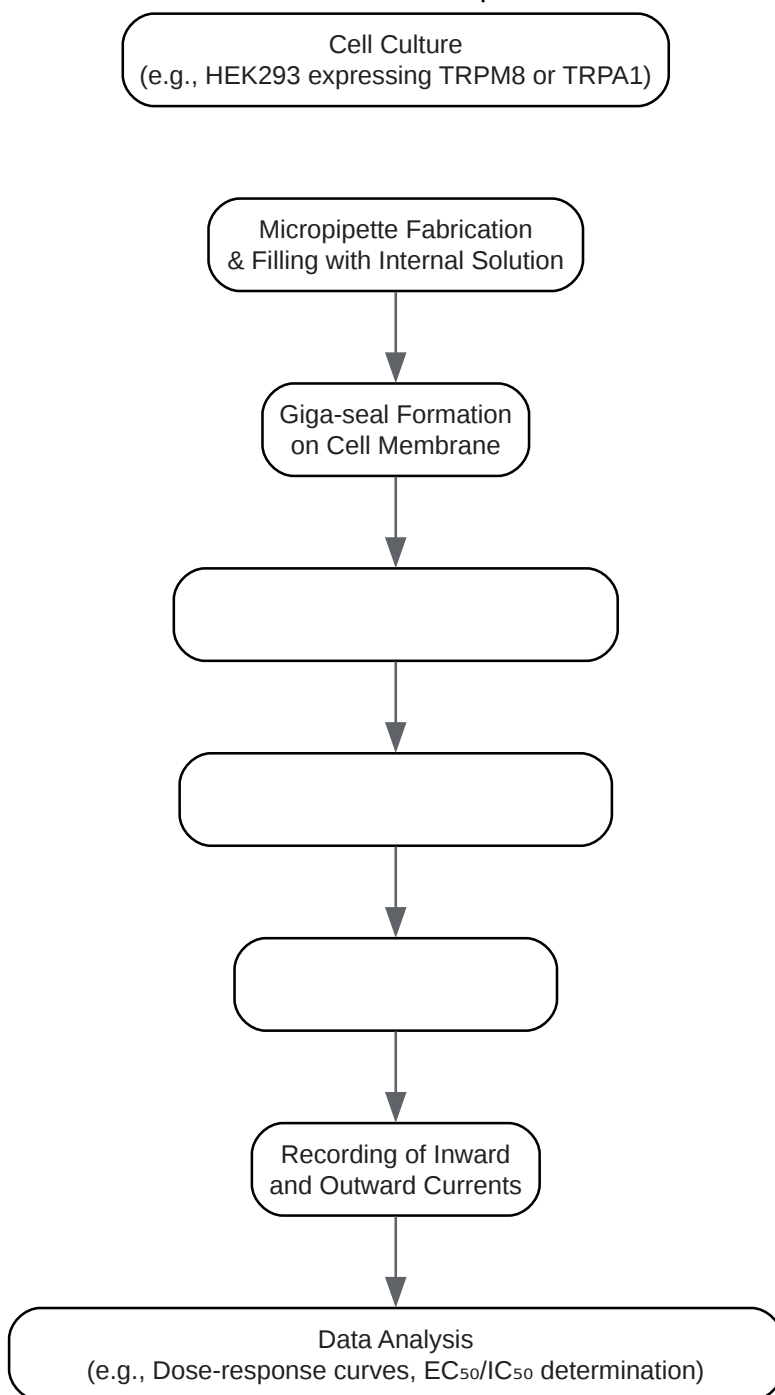 Cell Culture
(e.g., HEK293 expressing TRPM8 or TRPA1)
Micropipette Fabrication
& Filling with Internal Solution
Giga-seal Formation
on Cell Membrane
Recording of Inward
and Outward Currents
Data Analysis
(e.g., Dose-response curves, EC₅₀/IC₅₀ determination)